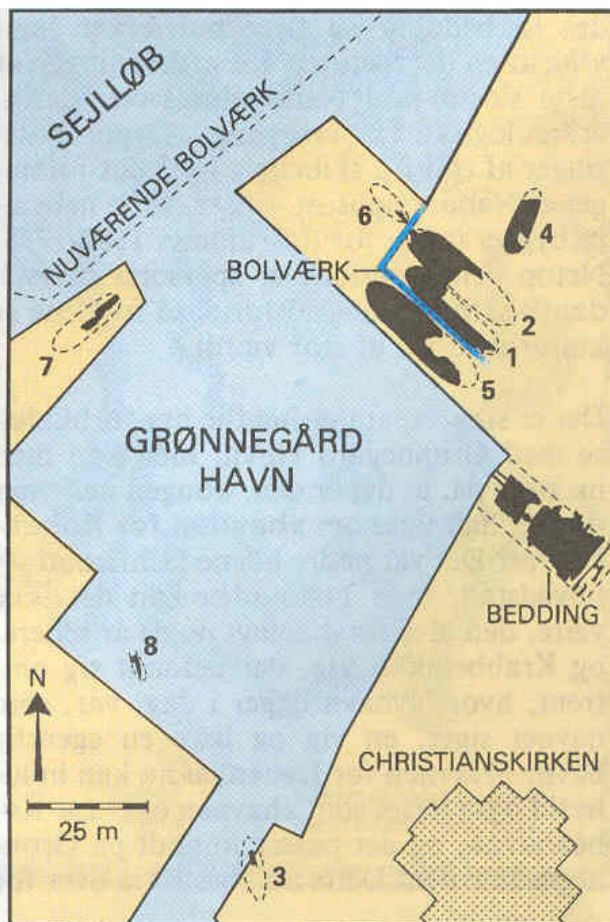 SEJLLØB
NUVÆRENDE BOLVÆRK
6
4
BOLVÆRK
2
7
1
5
GRØNNEGÅRD
HAVN
BEDDING
8
N
CHRISTIANSKIRKEN
25 m
3